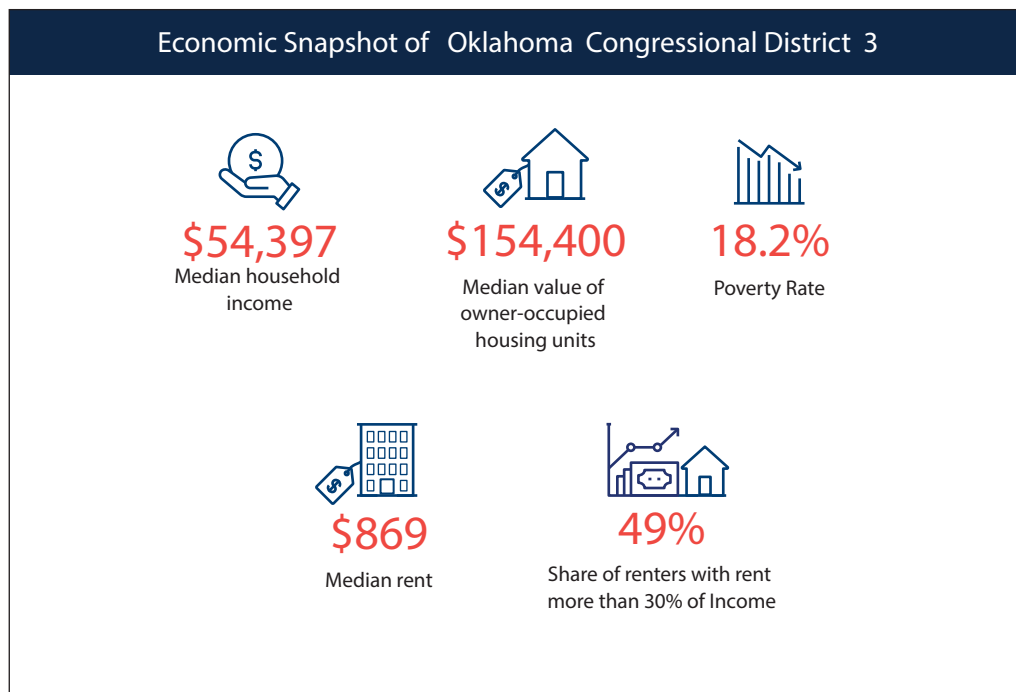 Economic Snapshot of Oklahoma Congressional District 3
$
$
$54,397
Median household
income
$154,400
Median value of
owner-occupied
housing units
18.2%
Poverty Rate
$
$869
Median rent
49%
Share of renters with rent
more than 30% of Income